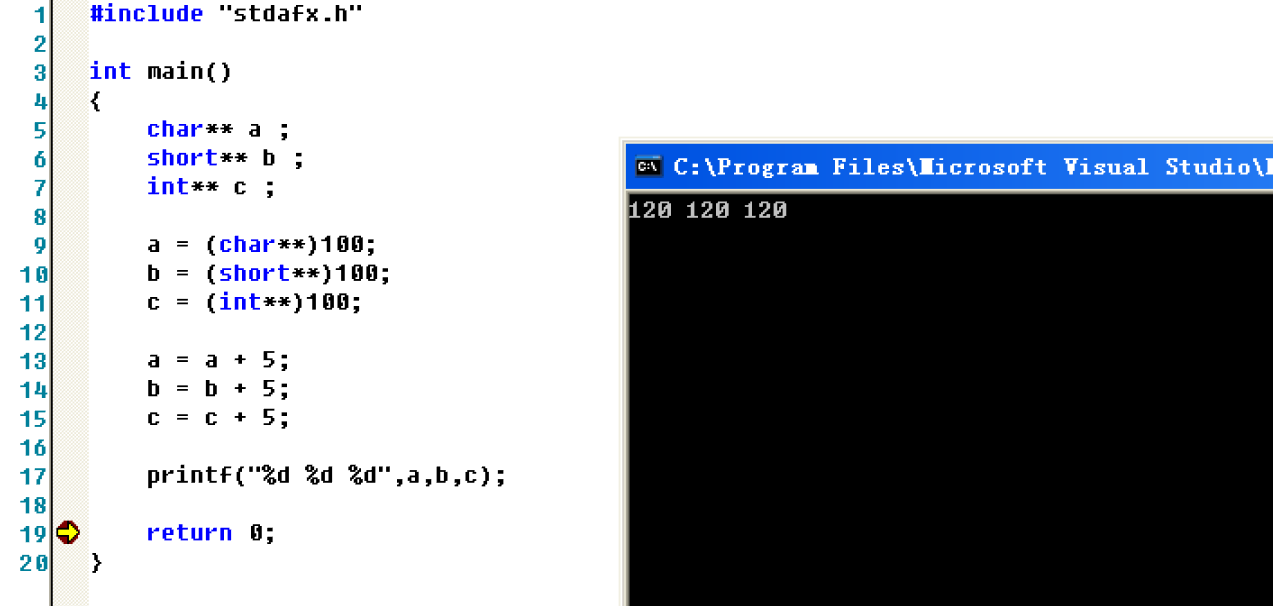 1 #include "stdafx.h"
2
3 int main()
4 {
5 char** a ;
6 short** b ;
7 int** c ;
8
9 a = (char**)100;
10 b = (short**)100;
11 c = (int**)100;
12
13 a = a + 5;
14 b = b + 5;
15 c = c + 5;
16
17 printf("%d %d %d",a,b,c);
18
19 return 0;
20 }
C:\Program Files\Microsoft Visual Studio\
120 120 120